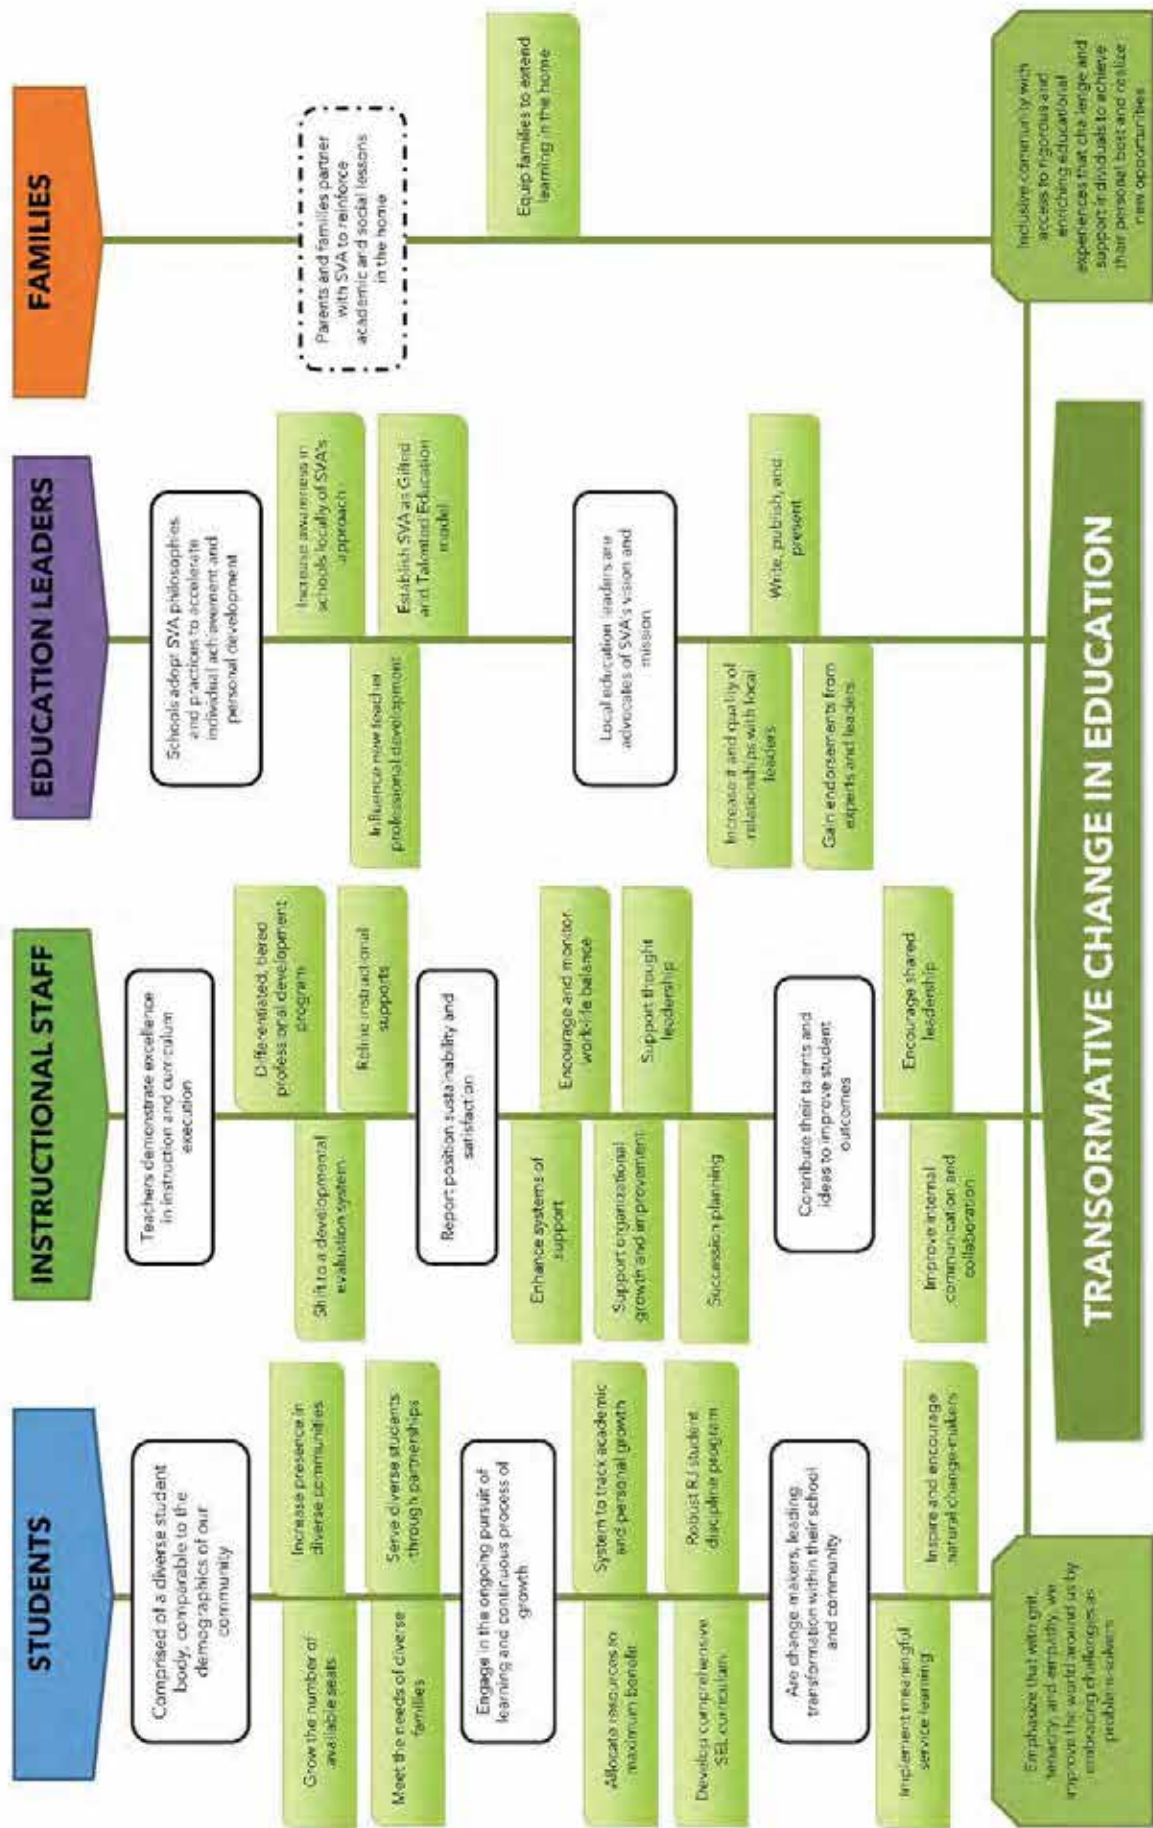 STUDENTS
Comprised of a diverse student
body, comparable to the
demographics of our
community
Grow the number of
available seats
Increase presence in
diverse communities
Meet the needs of diverse
families
Serve diverse students
through partnerships
Engage in the ongoing pursuit of
learning and continuous process of
growth
Allocate resources to
maximum benefit
System to track academic
and personal growth
Develop comprehensive
SEL curriculum
Robust RJ student
discipline program
Are change makers, leading
transformation within their school
and community
Implement meaningful
service learning
Inspire and encourage
natural change-makers
Emphasize that with grit,
tenacity, and empathy, we
improve the world around us by
embracing challenges as
problem-solvers
INSTRUCTIONAL STAFF
Teachers demonstrate excellence
in instruction and curriculum
execution
Shift to a developmental
evaluation system
Differentiated, tiered
professional development
program
Refine instructional
supports
Report position sustainability and
satisfaction
Enhance systems of
support
Encourage and monitor
work-life balance
Support organizational
growth and improvement
Support thought
leadership
Succession planning
Contribute their talents and
ideas to improve student
outcomes
Improve internal
communication and
collaboration
Encourage shared
leadership
EDUCATION LEADERS
Schools adopt SVA philosophies
and practices to accelerate
individual achievement and
personal development
Increase awareness in
schools locally of SVA's
approach
Influence new teacher
professional development
Establish SVA as Gifted
and Talented Education
model
Local education leaders are
advocates of SVA's vision and
mission
Increase # and quality of
relationships with local
leaders
Write, publish, and
present
Gain endorsements from
experts and leaders
FAMILIES
Parents and families partner
with SVA to reinforce
academic and social lessons
in the home
Equip families to extend
learning in the home
Inclusive community with
access to rigorous and
enriching educational
experiences that challenge and
support individuals to achieve
their personal best and realize
new opportunities
TRANSORMATIVE CHANGE IN EDUCATION